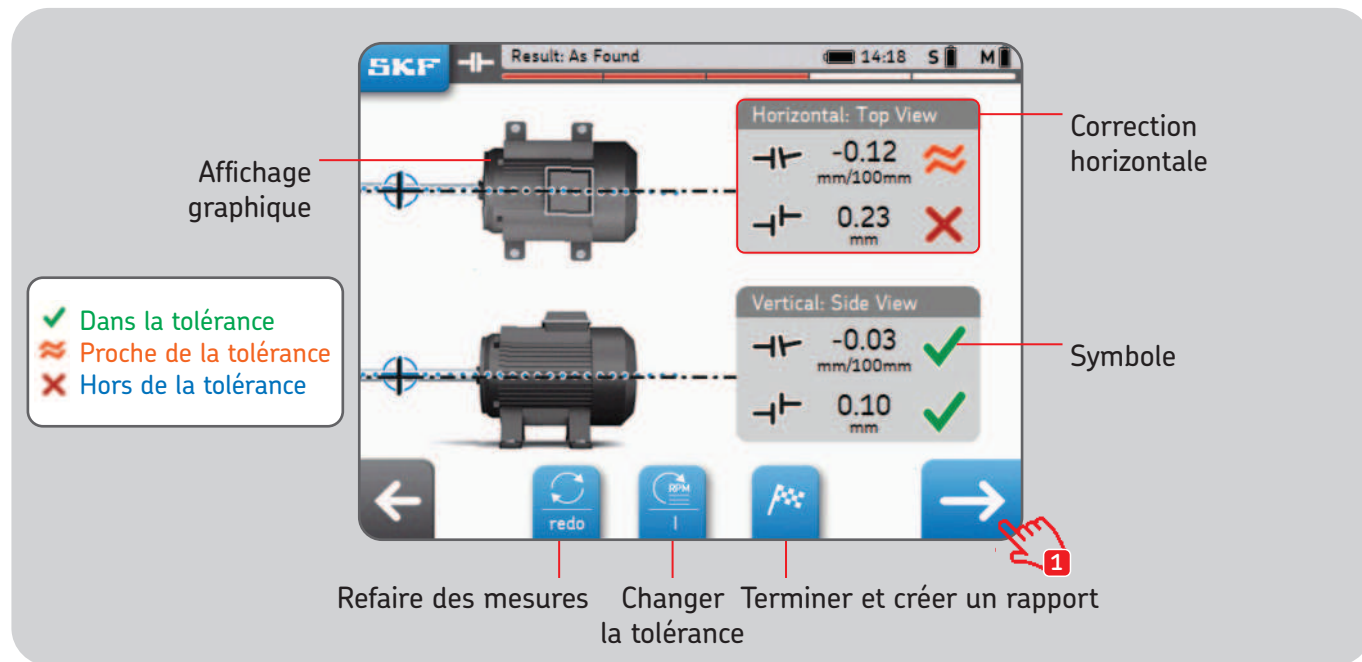 SKF
Result: As Found
14:18 S M
Horizontal: Top View
-0.12
mm/100mm
0.23
mm
Correction
horizontale
Affichage
graphique
Dans la tolérance
Proche de la tolérance
Hors de la tolérance
Vertical: Side View
-0.03
mm/100mm
0.10
mm
Symbole
redo
RPM
I
1
Refaire des mesures
Changer
la tolérance
Terminer et créer un rapport